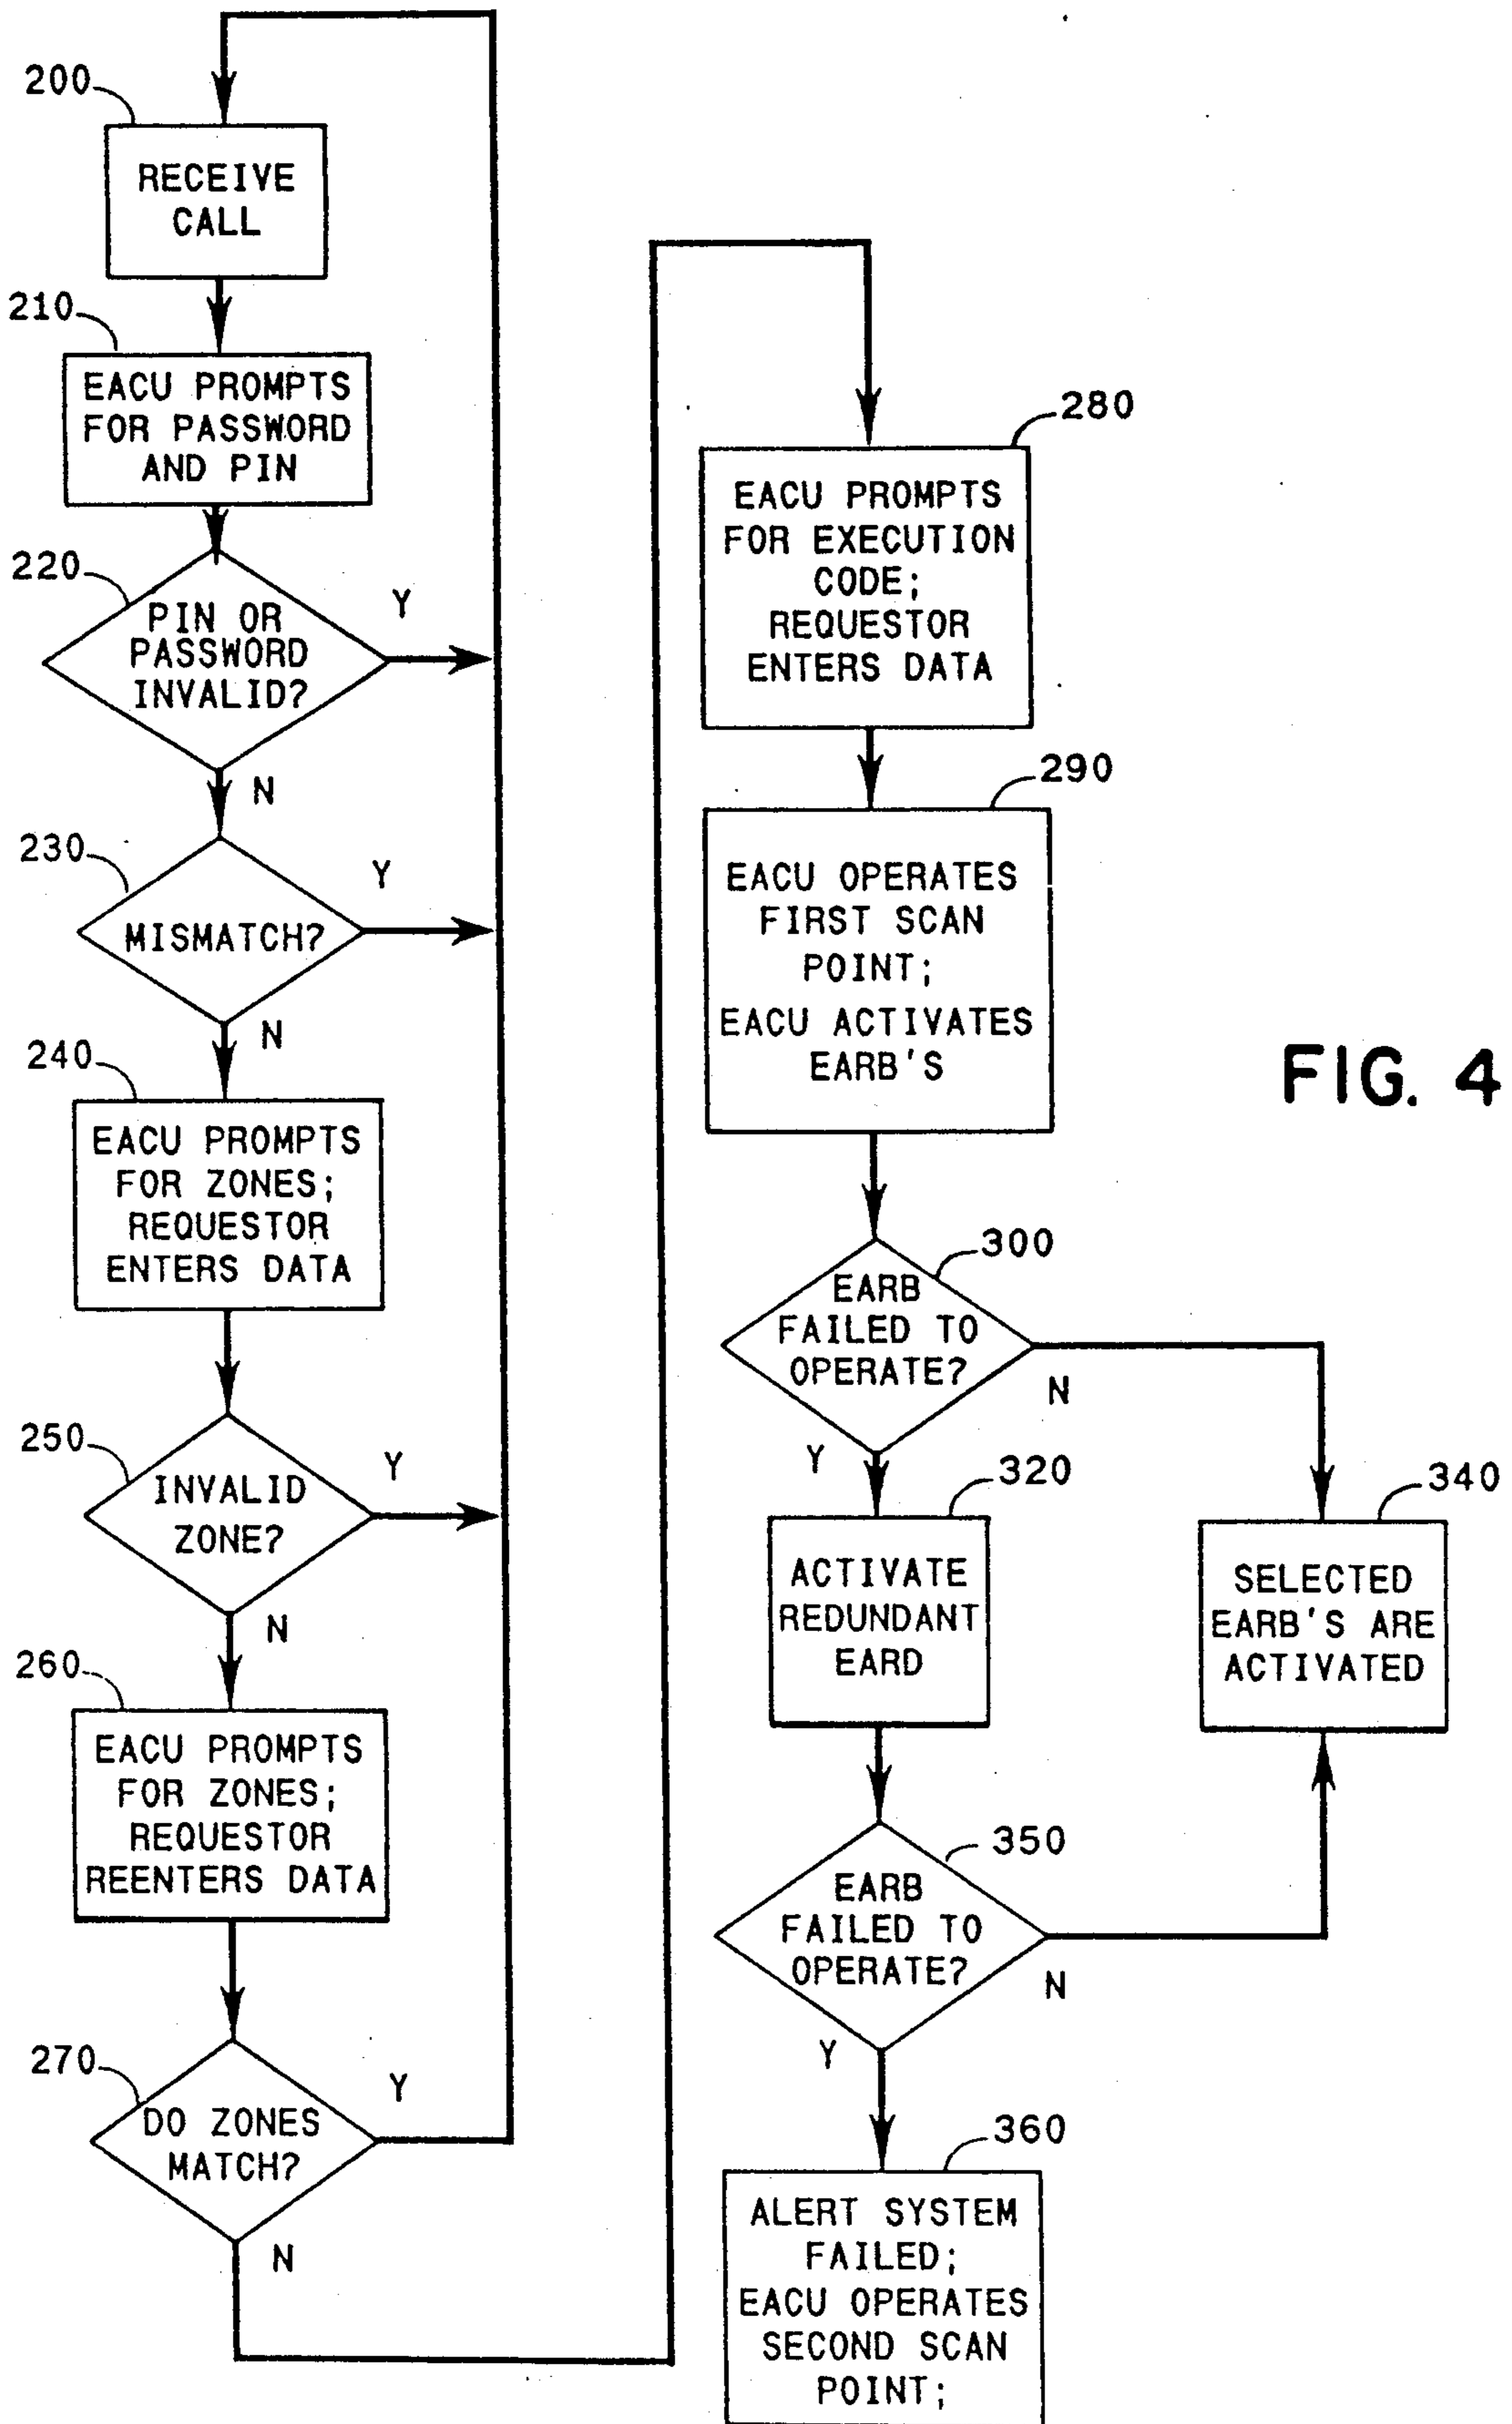 200
RECEIVE
CALL
210
EACU PROMPTS
FOR PASSWORD
AND PIN
220
PIN OR
PASSWORD
INVALID?
Y
N
230
MISMATCH?
Y
N
240
EACU PROMPTS
FOR ZONES;
REQUESTOR
ENTERS DATA
250
INVALID
ZONE?
Y
N
260
EACU PROMPTS
FOR ZONES;
REQUESTOR
REENTERS DATA
270
DO ZONES
MATCH?
Y
N
280
EACU PROMPTS
FOR EXECUTION
CODE;
REQUESTOR
ENTERS DATA
290
EACU OPERATES
FIRST SCAN
POINT;
EACU ACTIVATES
EARB'S
300
EARB
FAILED TO
OPERATE?
N
Y
320
ACTIVATE
REDUNDANT
EARD
340
SELECTED
EARB'S ARE
ACTIVATED
350
EARB
FAILED TO
OPERATE?
N
Y
360
ALERT SYSTEM
FAILED;
EACU OPERATES
SECOND SCAN
POINT;
FIG. 4